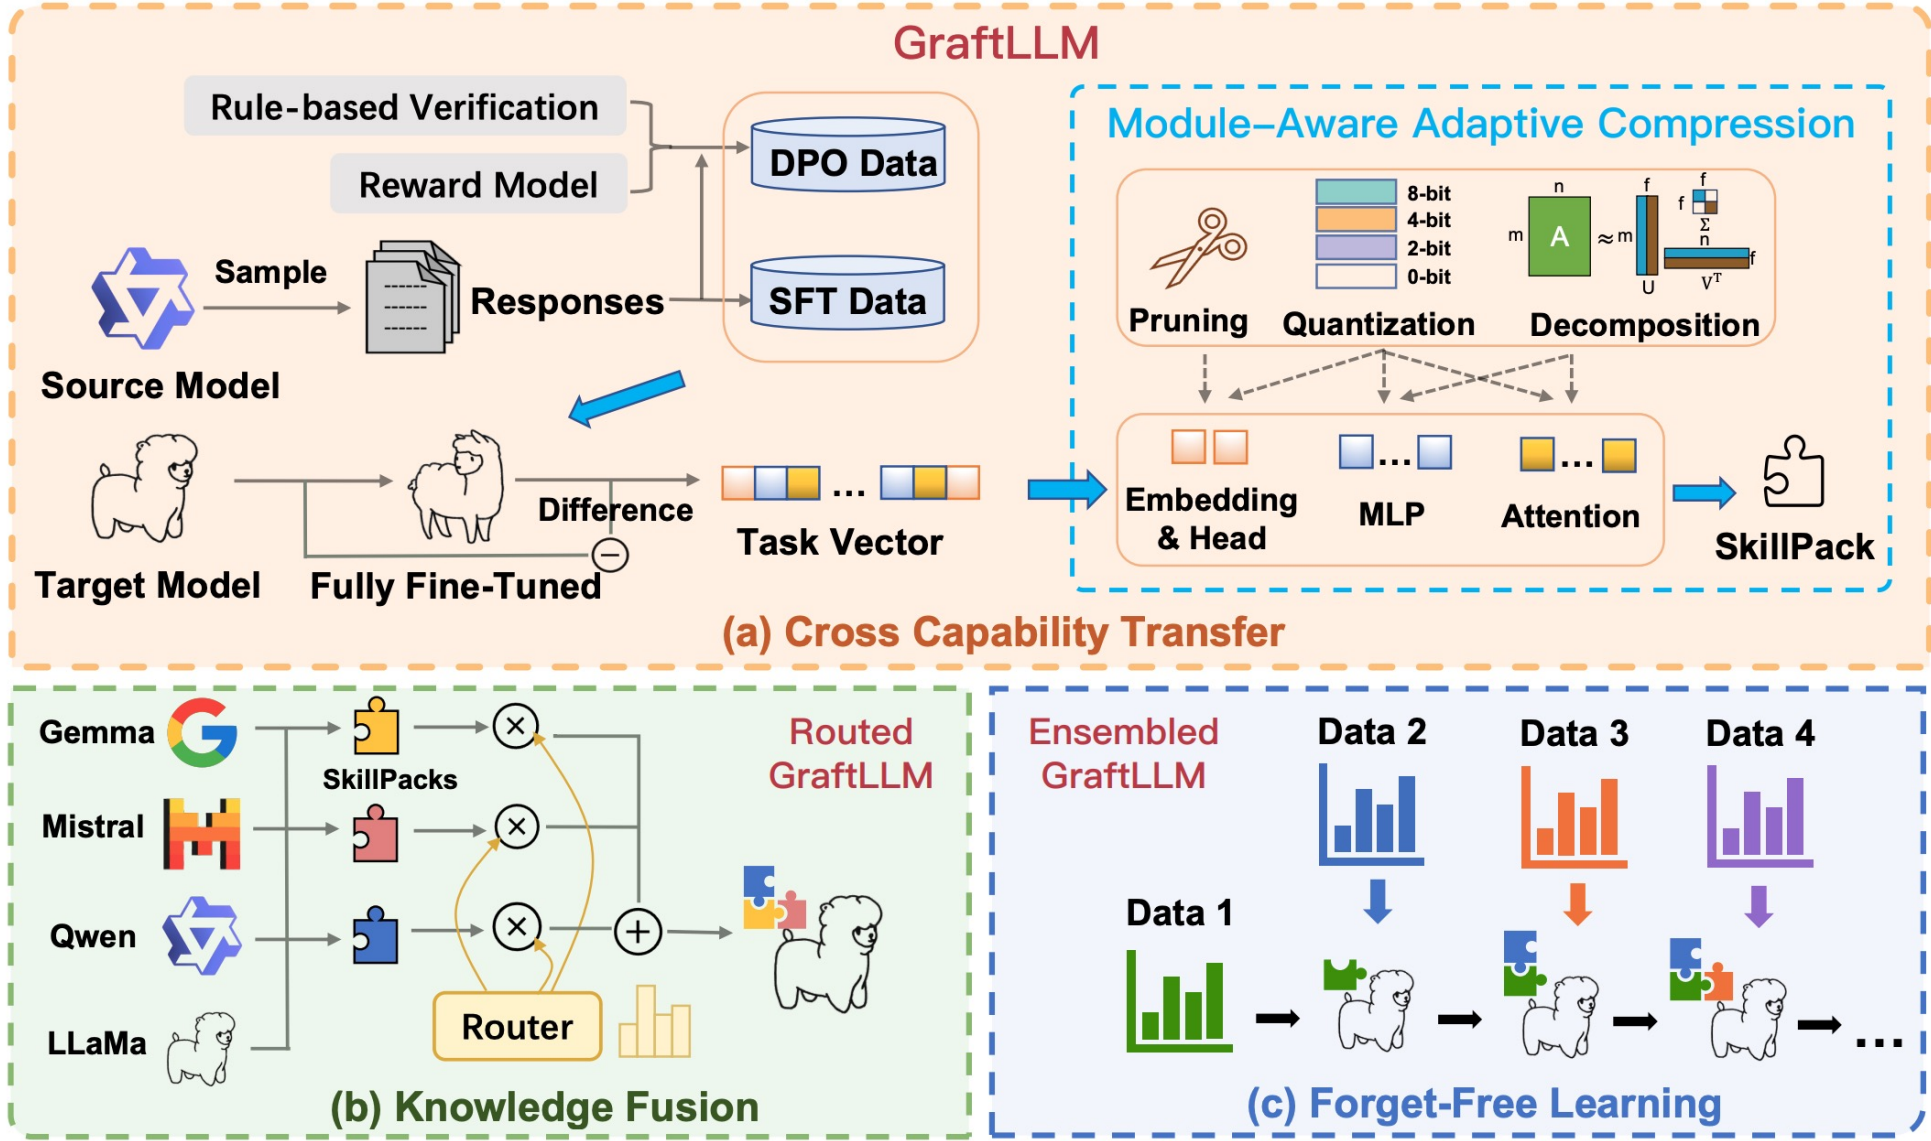 GraftLLM
Rule-based Verification
Reward Model
DPO Data
SFT Data
Sample
Responses
Source Model
Target Model
Fully Fine-Tuned
Difference
−
...
Task Vector
Module-Aware Adaptive Compression
Pruning
8-bit
4-bit
2-bit
0-bit
Quantization
n
m
A
≈
m
f
U
f
f
Σ
n
f
Vᵀ
Decomposition
Embedding
& Head
...
MLP
...
Attention
SkillPack
(a) Cross Capability Transfer
Gemma
Mistral
Qwen
LLaMa
SkillPacks
×
×
×
+
Router
Routed
GraftLLM
(b) Knowledge Fusion
Ensembled
GraftLLM
Data 1
Data 2
Data 3
Data 4
...
(c) Forget-Free Learning